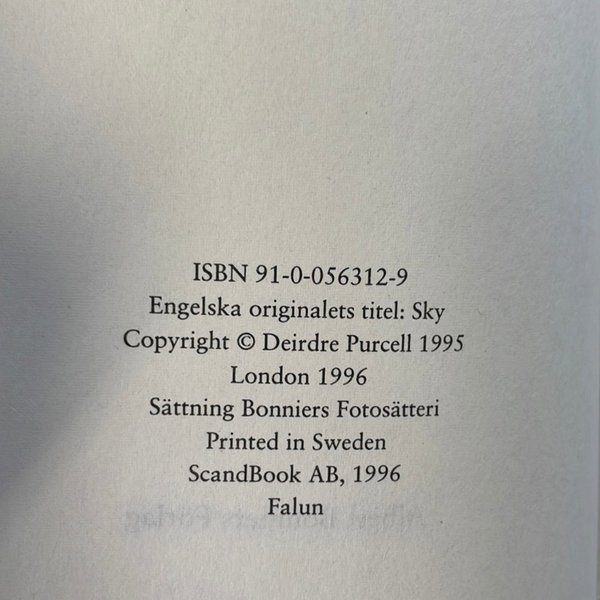 ISBN 91-0-056312-9
Engelska originalets titel: Sky
Copyright © Deirdre Purcell 1995
London 1996
Sättning Bonniers Fotosätteri
Printed in Sweden
ScandBook AB, 1996
Falun